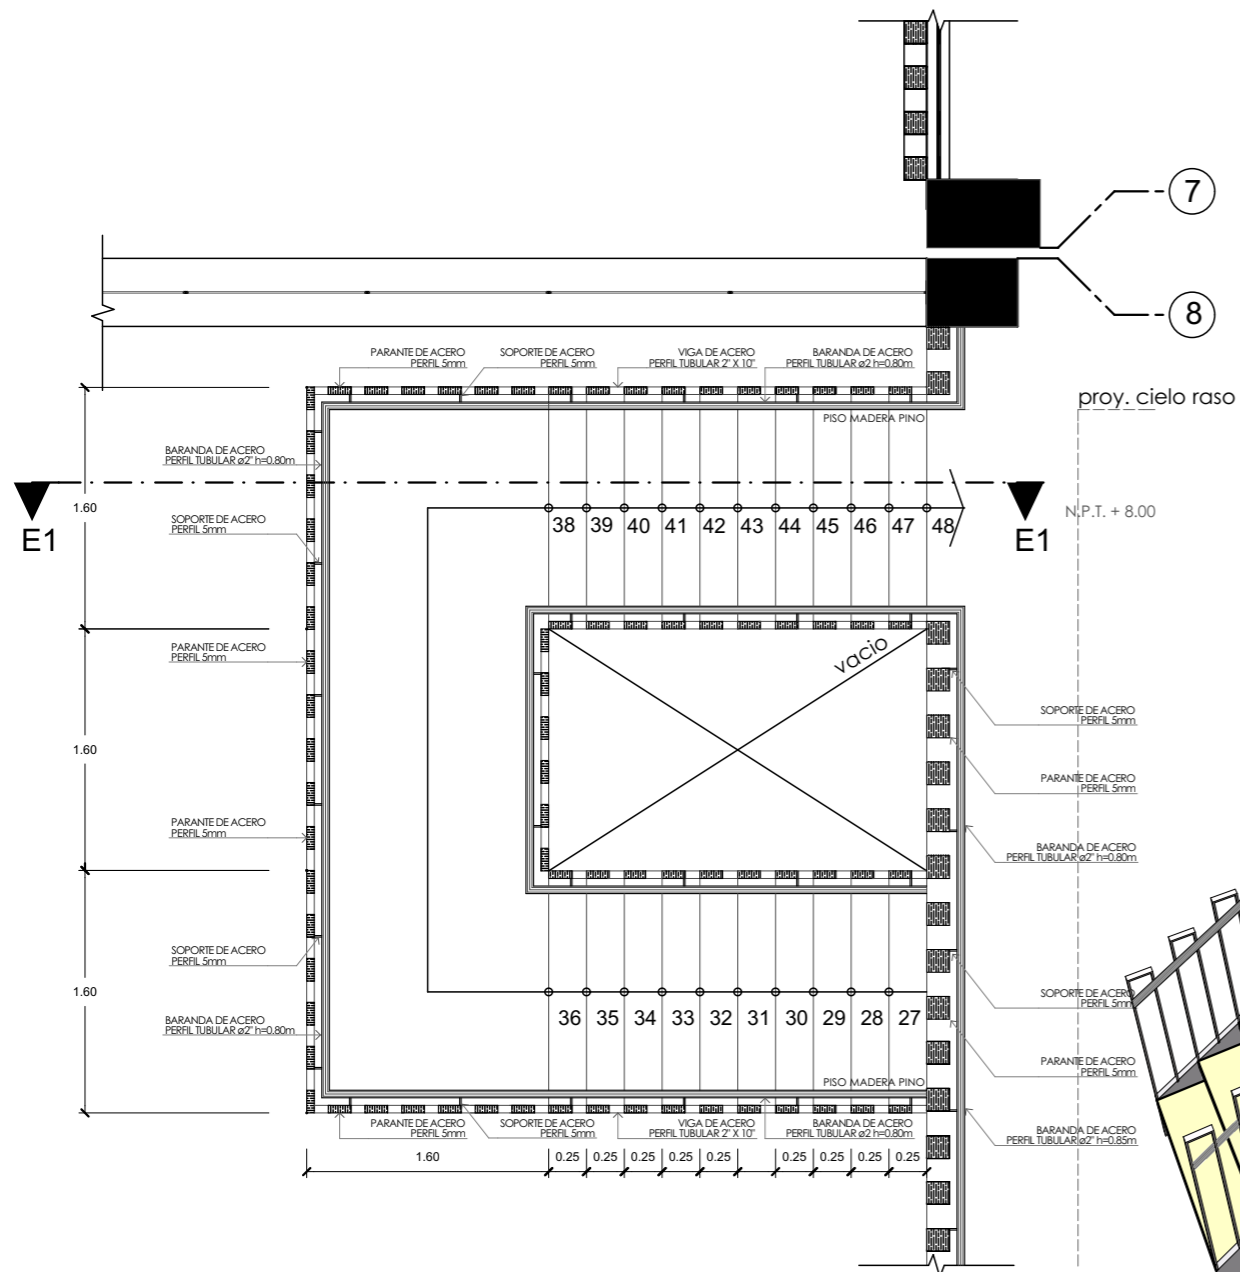 7
8
PARANTE DE ACERO
PERFIL 5mm
SOPORTE DE ACERO
PERFIL 5mm
VIGA DE ACERO
PERFIL TUBULAR 2" X 10"
BARANDA DE ACERO
PERFIL TUBULAR ø2 h=0.80m
proy. cielo raso
PISO MADERA PINO
BARANDA DE ACERO
PERFIL TUBULAR ø2" h=0.80m
1.60
E1
SOPORTE DE ACERO
PERFIL 5mm
38 39 40 41 42 43 44 45 46 47 48
N.P.T. + 8.00
E1
PARANTE DE ACERO
PERFIL 5mm
vacio
SOPORTE DE ACERO
PERFIL 5mm
1.60
PARANTE DE ACERO
PERFIL 5mm
PARANTE DE ACERO
PERFIL 5mm
BARANDA DE ACERO
PERFIL TUBULAR ø2" h=0.80m
SOPORTE DE ACERO
PERFIL 5mm
1.60
SOPORTE DE ACERO
PERFIL 5mm
BARANDA DE ACERO
PERFIL TUBULAR ø2" h=0.80m
36 35 34 33 32 31 30 29 28 27
PARANTE DE ACERO
PERFIL 5mm
PISO MADERA PINO
PARANTE DE ACERO
PERFIL 5mm
SOPORTE DE ACERO
PERFIL 5mm
VIGA DE ACERO
PERFIL TUBULAR 2" X 10"
BARANDA DE ACERO
PERFIL TUBULAR ø2 h=0.80m
BARANDA DE ACERO
PERFIL TUBULAR ø2" h=0.85m
1.60 0.25 0.25 0.25 0.25 0.25 0.25 0.25 0.25 0.25